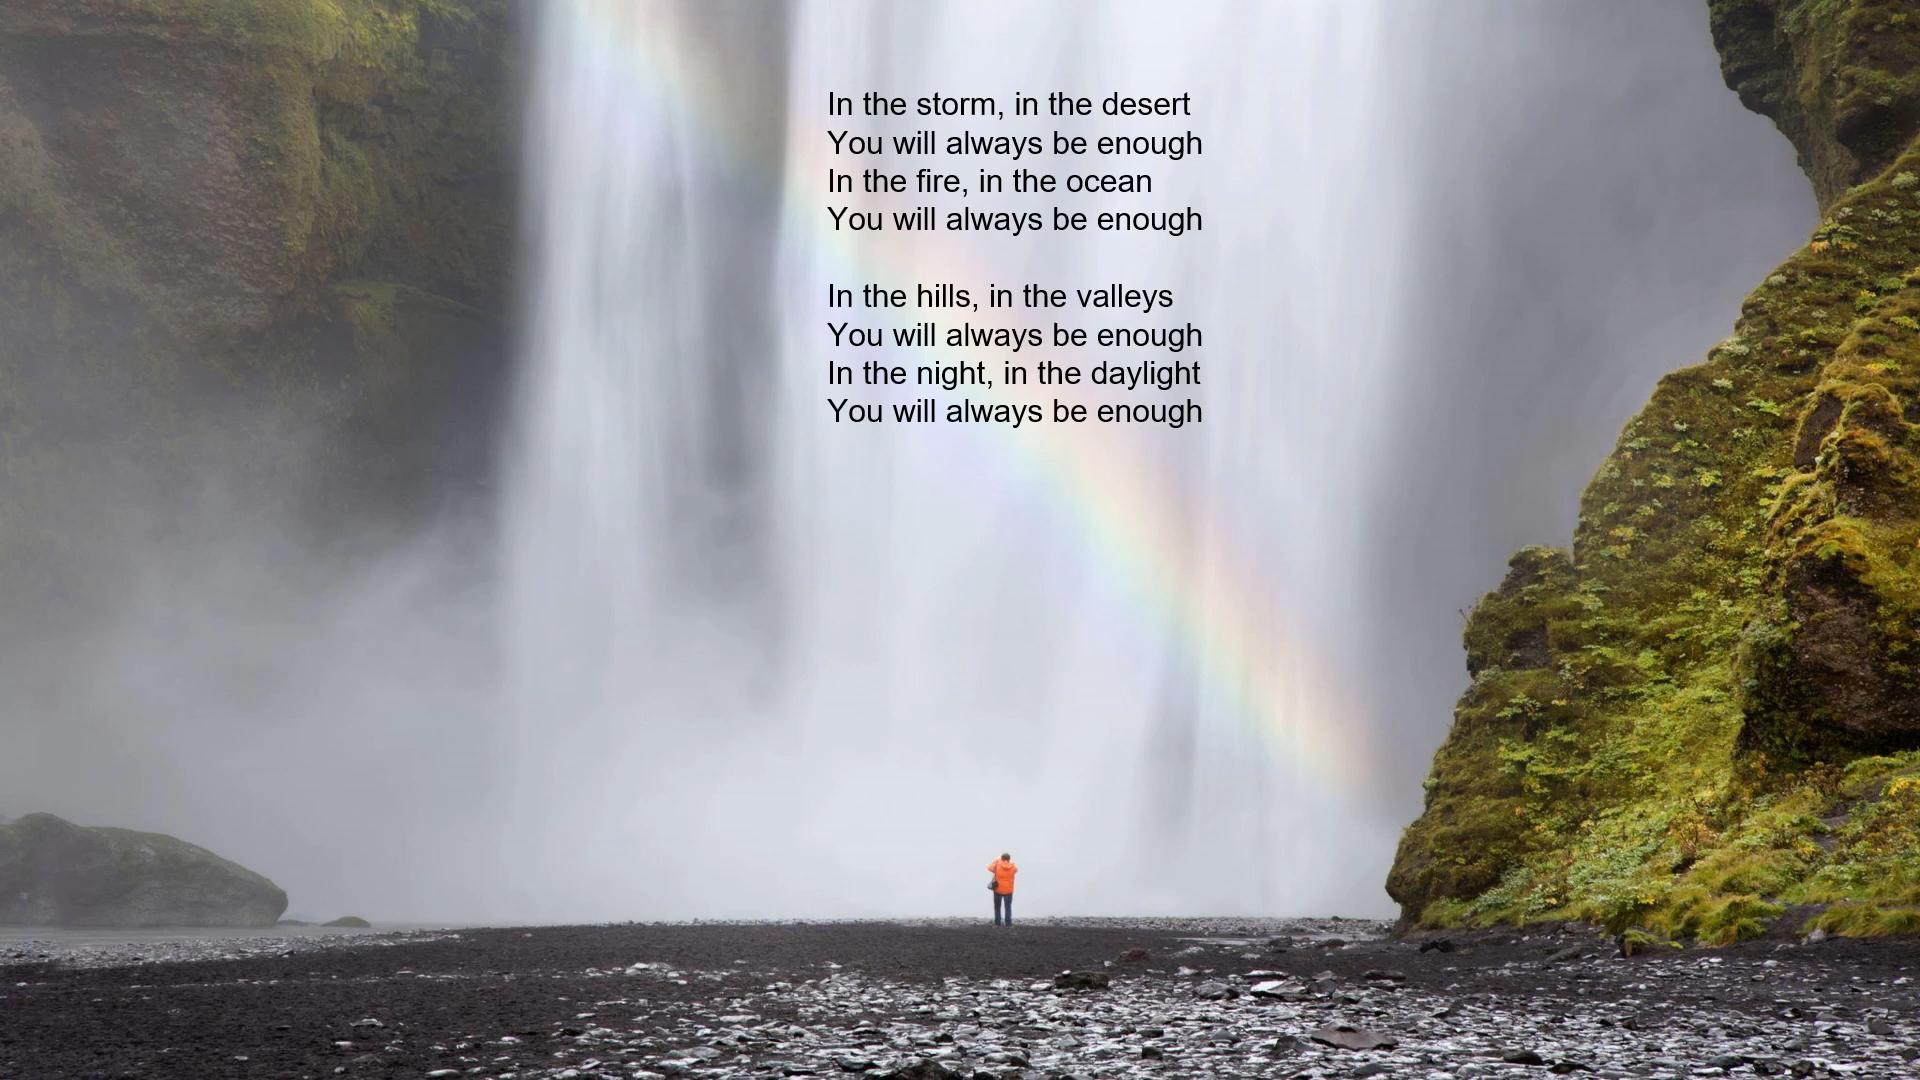 In the storm, in the desert
You will always be enough
In the fire, in the ocean
You will always be enough
In the hills, in the valleys
You will always be enough
In the night, in the daylight
You will always be enough